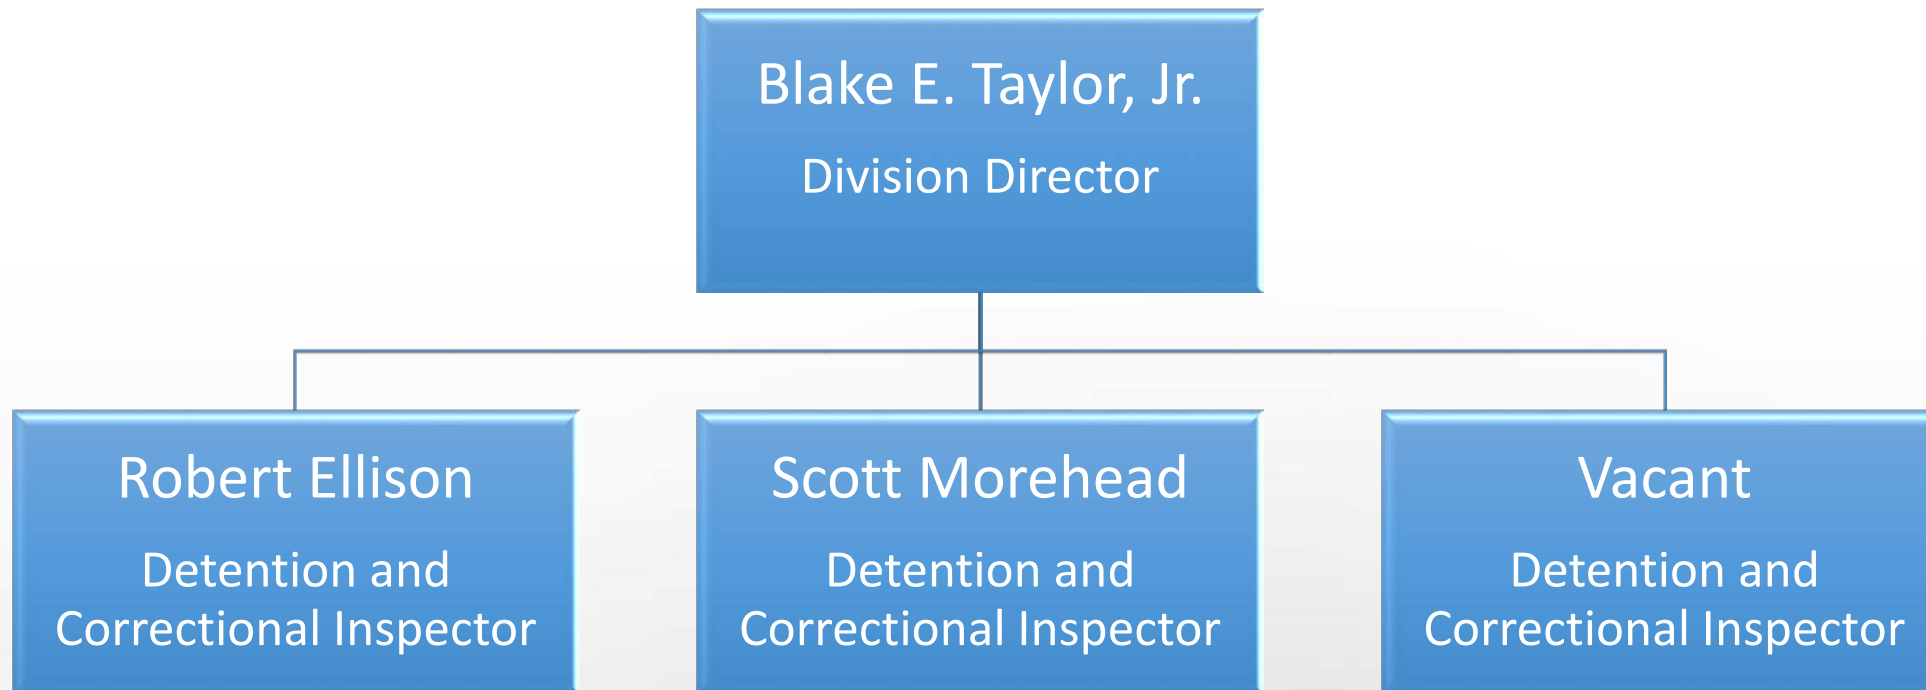 Blake E. Taylor, Jr.
Division Director
Robert Ellison
Detention and
Correctional Inspector
Scott Morehead
Detention and
Correctional Inspector
Vacant
Detention and
Correctional Inspector